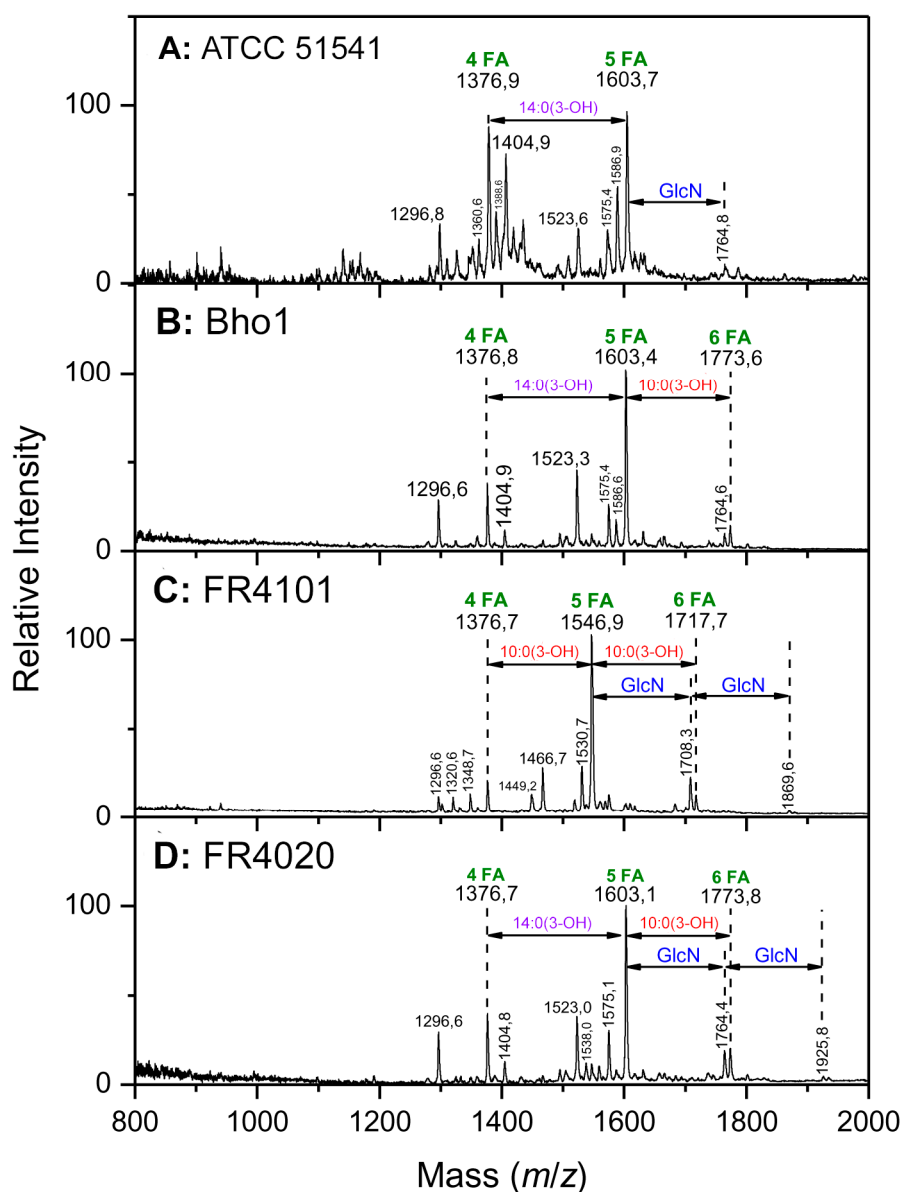 A: ATCC 51541
4 FA
1376,9
5 FA
1603,7
14:0(3-OH)
1404,9
1388,6
1360,6
1296,8
1523,6
1575,4
1586,9
GlcN
1764,8
100
0
B: Bho1
4 FA
1376,8
5 FA
1603,4
6 FA
1773,6
14:0(3-OH)
10:0(3-OH)
1296,6
1404,9
1523,3
1575,4
1586,6
1764,6
100
0
C: FR4101
4 FA
1376,7
5 FA
1546,9
6 FA
1717,7
10:0(3-OH)
10:0(3-OH)
GlcN
GlcN
1296,6
1320,6
1348,7
1449,2
1466,7
1530,7
1708,3
1869,6
100
0
D: FR4020
4 FA
1376,7
5 FA
1603,1
6 FA
1773,8
14:0(3-OH)
10:0(3-OH)
GlcN
GlcN
1296,6
1404,8
1523,0
1538,0
1575,1
1764,4
1925,8
100
0
800
1000
1200
1400
1600
1800
2000
Relative Intensity
Mass (m/z)